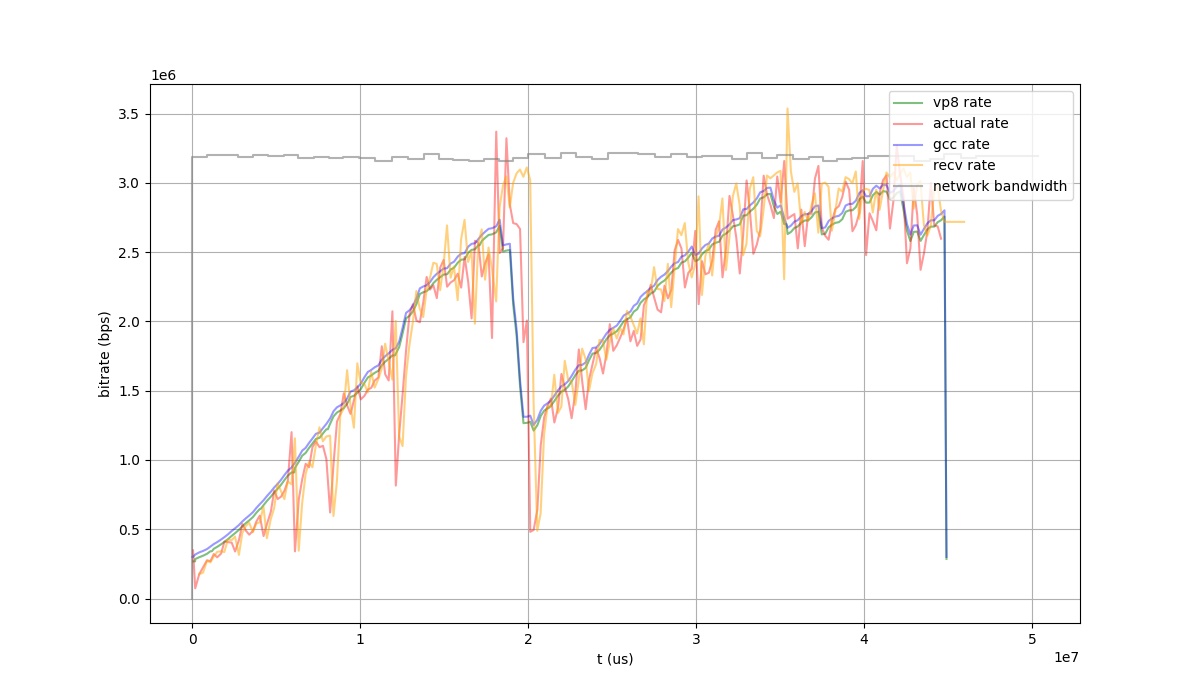 1e6
3.5
3.0
2.5
2.0
1.5
1.0
0.5
0.0
bitrate (bps)
0 1 2 3 4 5
t (us)
1e7
vp8 rate
actual rate
gcc rate
recv rate
network bandwidth